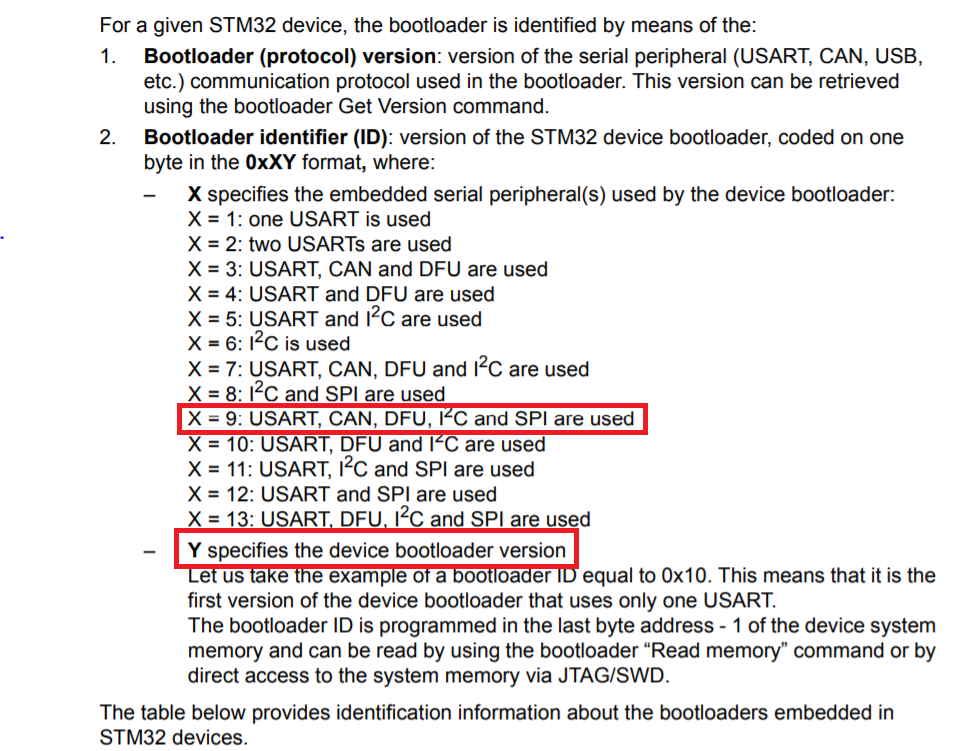 For a given STM32 device, the bootloader is identified by means of the:
1. Bootloader (protocol) version: version of the serial peripheral (USART, CAN, USB,
etc.) communication protocol used in the bootloader. This version can be retrieved
using the bootloader Get Version command.
2. Bootloader identifier (ID): version of the STM32 device bootloader, coded on one
byte in the 0xXY format, where:
– X specifies the embedded serial peripheral(s) used by the device bootloader:
X = 1: one USART is used
X = 2: two USARTs are used
X = 3: USART, CAN and DFU are used
X = 4: USART and DFU are used
X = 5: USART and I²C are used
X = 6: I²C is used
X = 7: USART, CAN, DFU and I²C are used
X = 8: I²C and SPI are used
X = 9: USART, CAN, DFU, I²C and SPI are used
X = 10: USART, DFU and I²C are used
X = 11: USART, I²C and SPI are used
X = 12: USART and SPI are used
X = 13: USART, DFU, I²C and SPI are used
– Y specifies the device bootloader version
Let us take the example of a bootloader ID equal to 0x10. This means that it is the
first version of the device bootloader that uses only one USART.
The bootloader ID is programmed in the last byte address - 1 of the device system
memory and can be read by using the bootloader “Read memory” command or by
direct access to the system memory via JTAG/SWD.
The table below provides identification information about the bootloaders embedded in
STM32 devices.